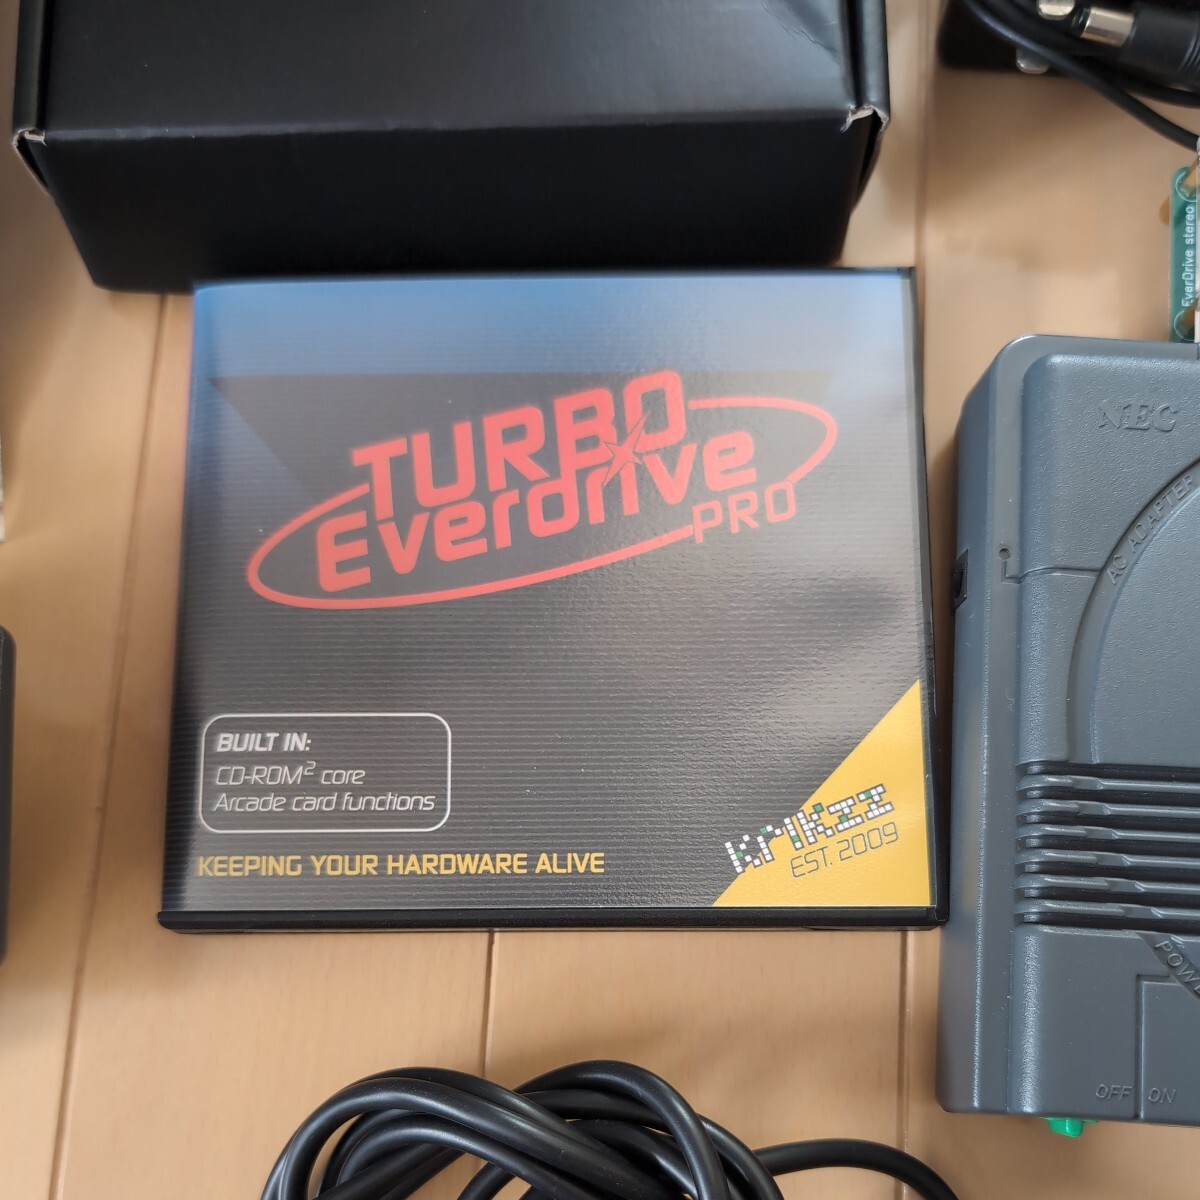 EverDrive stereo
TURBO
Everdrive
PRO
BUILT IN:
CD-ROM² core
Arcade card functions
KEEPING YOUR HARDWARE ALIVE
KRIKZZ
EST. 2009
NEC
AC ADAPTER
OFF ON